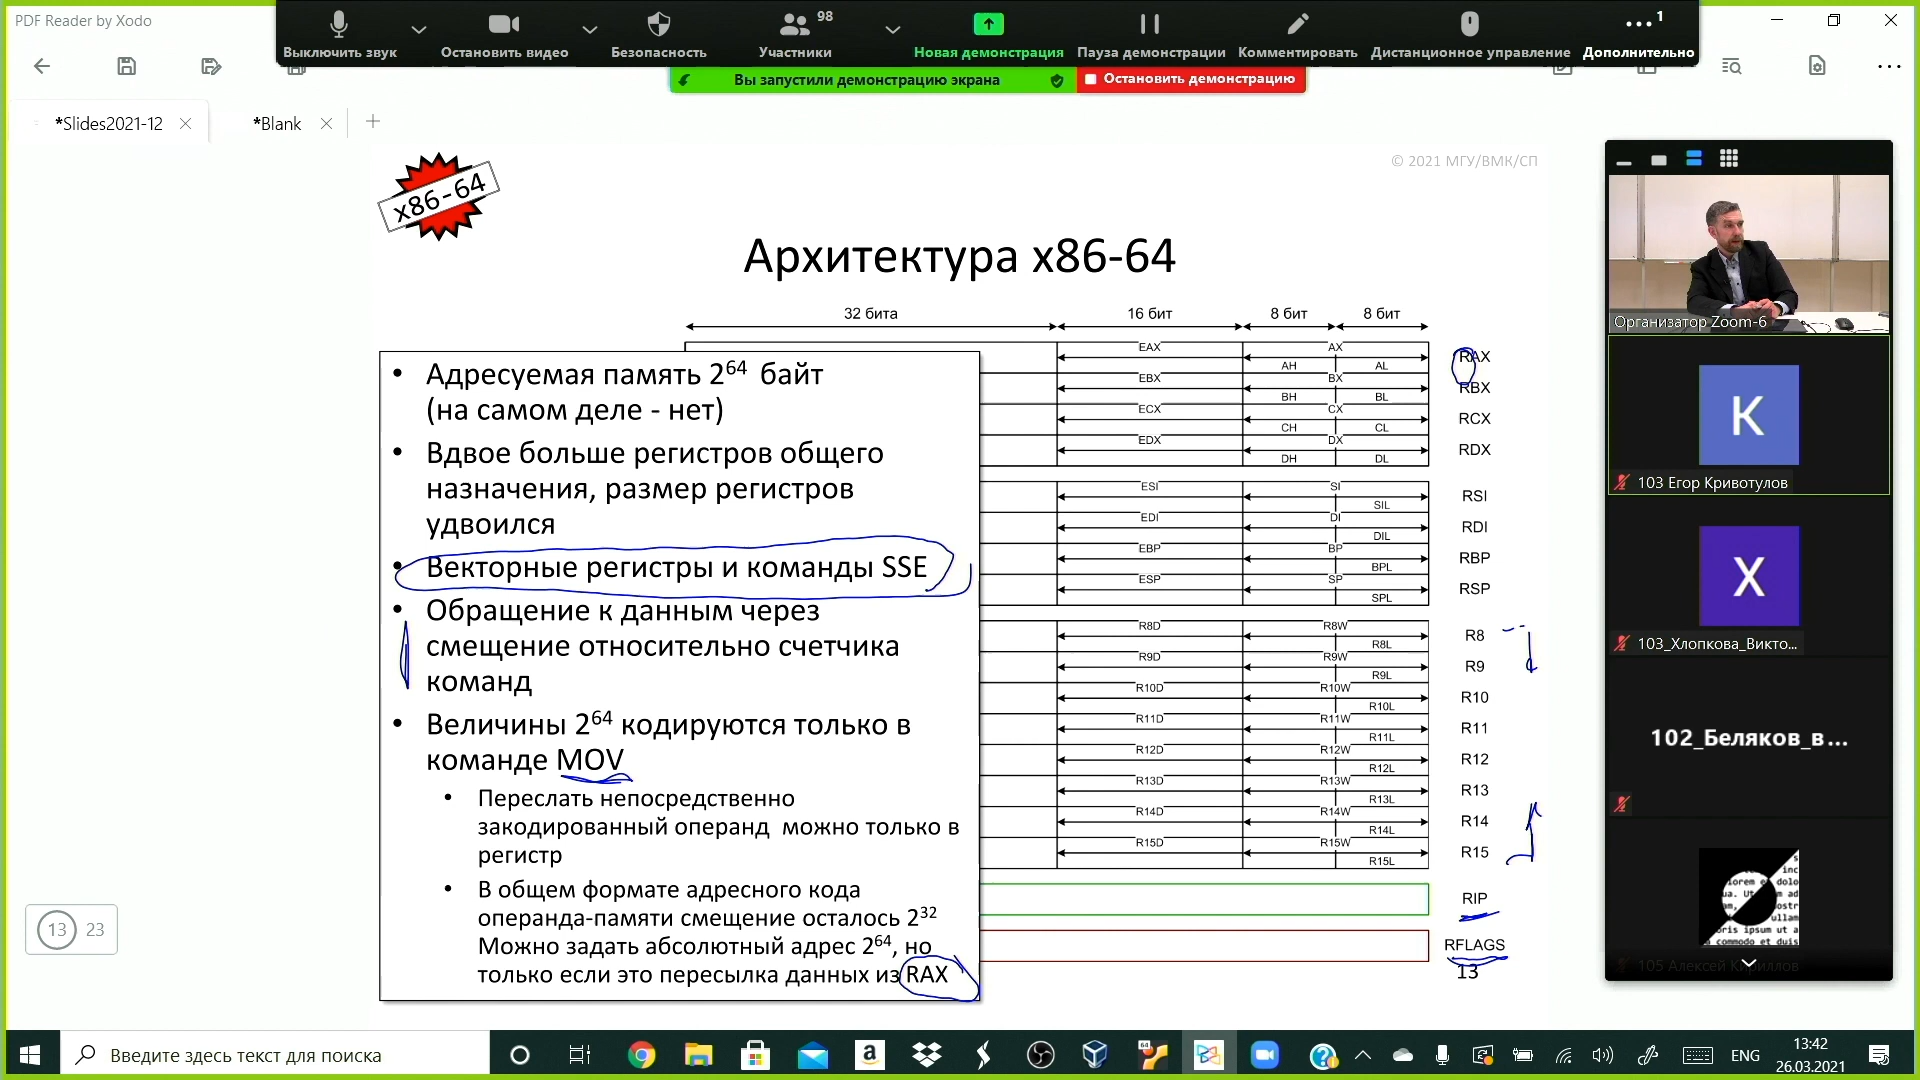 PDF Reader by Xodo
98
1
Выключить звук
Остановить видео
Безопасность
Участники
Новая демонстрация
Пауза демонстрации
Комментировать
Дистанционное управление
Дополнительно
Вы запустили демонстрацию экрана
Остановить демонстрацию
*Slides2021-12
*Blank
© 2021 МГУ/ВМК/СП
x86-64
Архитектура x86-64
32 бита
16 бит
8 бит
8 бит
• Адресуемая память 2^64 байт
(на самом деле - нет)
• Вдвое больше регистров общего
назначения, размер регистров
удвоился
• Векторные регистры и команды SSE
• Обращение к данным через
смещение относительно счетчика
команд
• Величины 2^64 кодируются только в
команде MOV
• Переслать непосредственно
закодированный операнд можно только в
регистр
• В общем формате адресного кода
операнда-памяти смещение осталось 2^32
Можно задать абсолютный адрес 2^64, но
только если это пересылка данных из RAX
EAX AX RAX
AH AL
EBX BX RBX
BH BL
ECX CX RCX
CH CL
EDX DX RDX
DH DL
ESI SI RSI
SIL
EDI DI RDI
DIL
EBP BP RBP
BPL
ESP SP RSP
SPL
R8D R8W R8
R8L
R9D R9W R9
R9L
R10D R10W R10
R10L
R11D R11W R11
R11L
R12D R12W R12
R12L
R13D R13W R13
R13L
R14D R14W R14
R14L
R15D R15W R15
R15L
RIP
RFLAGS
13
13 23
Организатор Zoom-6
К
103 Егор Кривотулов
Х
103_Хлопкова_Викто...
102_Беляков_в...
105 Алексей Кириллов
Введите здесь текст для поиска
ENG
13:42
26.03.2021